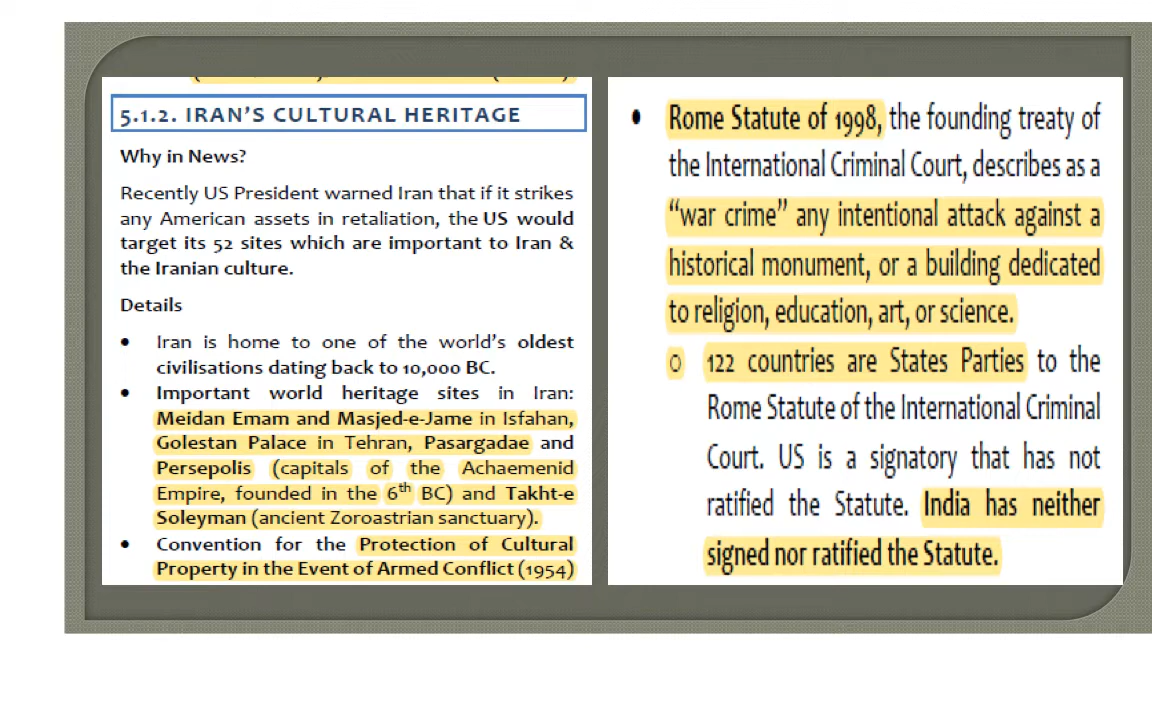 5.1.2. IRAN'S CULTURAL HERITAGE
Why in News?
Recently US President warned Iran that if it strikes
any American assets in retaliation, the US would
target its 52 sites which are important to Iran &
the Iranian culture.
Details
• Iran is home to one of the world's oldest
civilisations dating back to 10,000 BC.
• Important world heritage sites in Iran:
Meidan Emam and Masjed-e-Jame in Isfahan,
Golestan Palace in Tehran, Pasargadae and
Persepolis (capitals of the Achaemenid
Empire, founded in the 6th BC) and Takht-e
Soleyman (ancient Zoroastrian sanctuary).
• Convention for the Protection of Cultural
Property in the Event of Armed Conflict (1954)
• Rome Statute of 1998, the founding treaty of
the International Criminal Court, describes as a
"war crime" any intentional attack against a
historical monument, or a building dedicated
to religion, education, art, or science.
o 122 countries are States Parties to the
Rome Statute of the International Criminal
Court. US is a signatory that has not
ratified the Statute. India has neither
signed nor ratified the Statute.